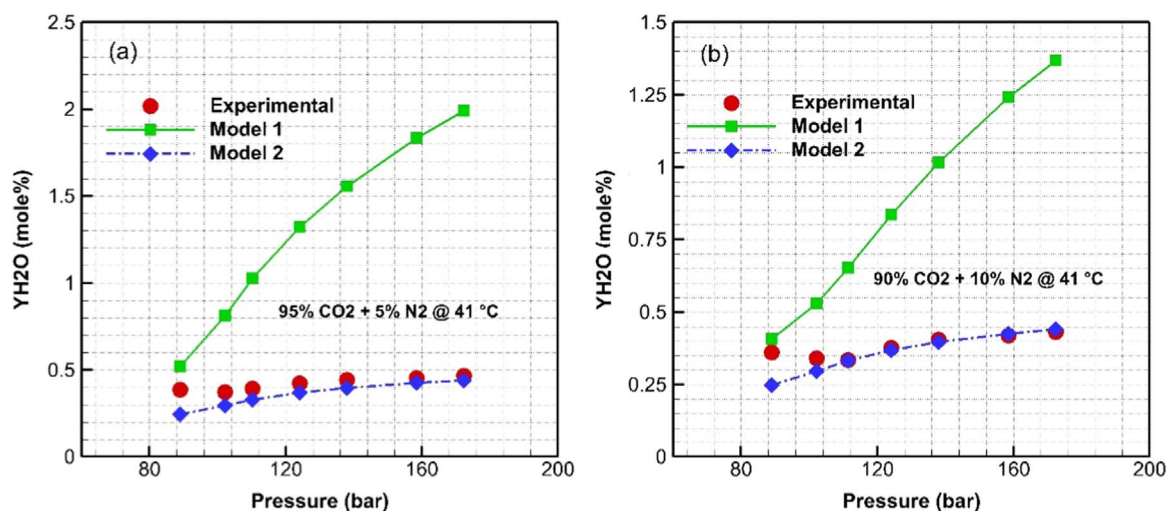 (a)
YH2O (mole%)
2.5
2
1.5
1
0.5
0
Experimental
Model 1
Model 2
95% CO2 + 5% N2 @ 41 °C
80
120
160
200
Pressure (bar)
(b)
YH2O (mole%)
1.5
1.25
1
0.75
0.5
0.25
0
Experimental
Model 1
Model 2
90% CO2 + 10% N2 @ 41 °C
80
120
160
200
Pressure (bar)